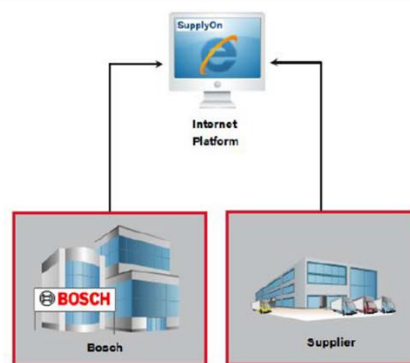 SupplyOn
Internet
Platform
BOSCH
Bosch
Supplier